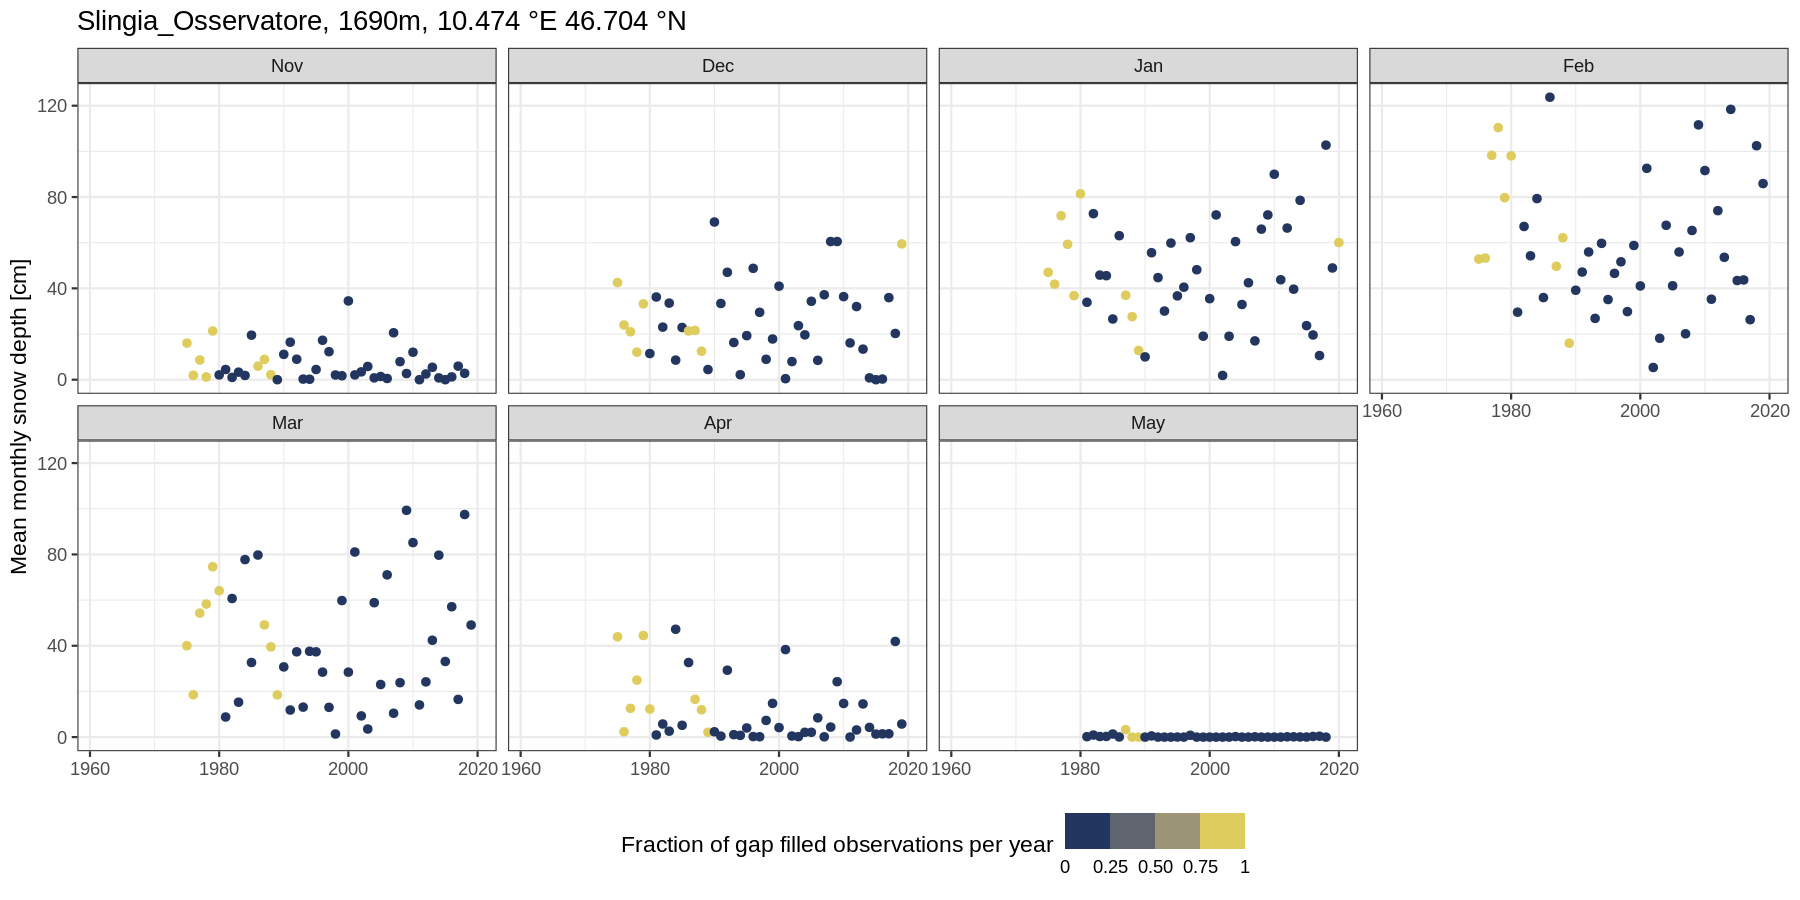 Slingia_Osservatore, 1690m, 10.474 °E 46.704 °N
Nov Dec Jan Feb
120
80
40
0
1960 1980 2000 2020
Mean monthly snow depth [cm]
Mar Apr May
120
80
40
0
1960 1980 2000 2020 1960 1980 2000 2020 1960 1980 2000 2020
Fraction of gap filled observations per year
0 0.25 0.50 0.75 1